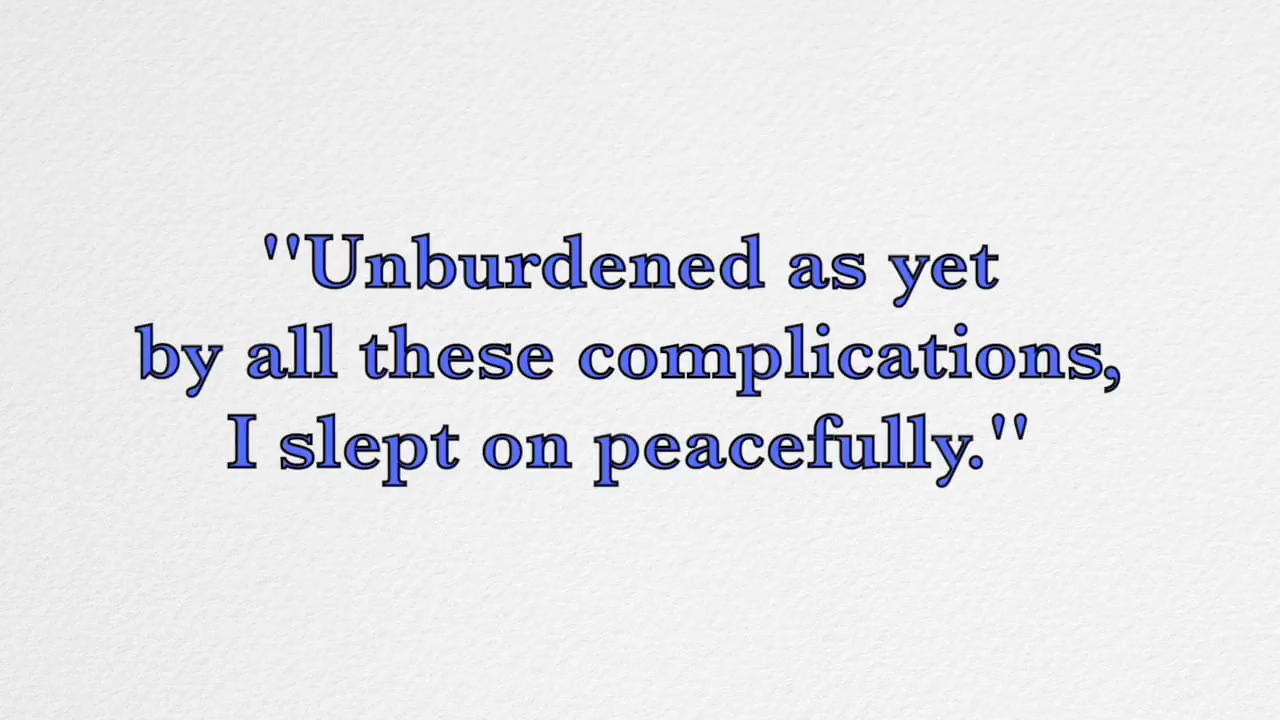 ''Unburdened as yet
by all these complications,
I slept on peacefully.''